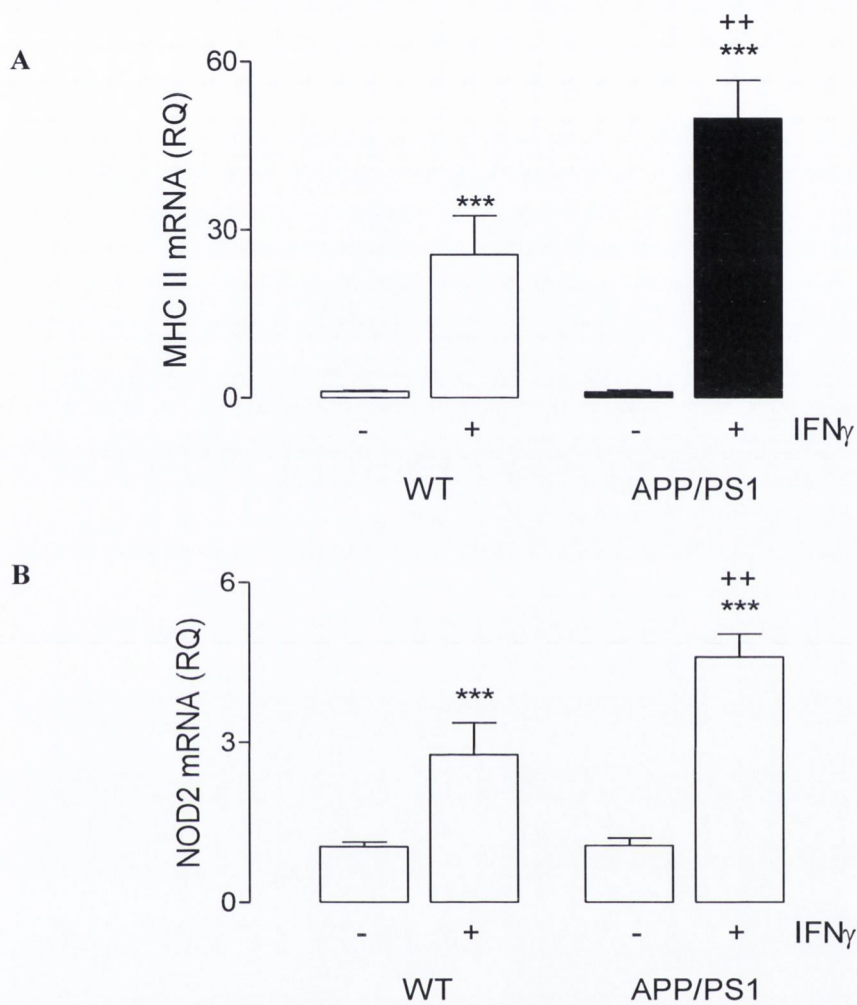 A
MHC II mRNA (RQ)
60
30
0
++
***
***
- + - + IFNγ
WT APP/PS1
B
NOD2 mRNA (RQ)
6
3
0
++
***
***
- + - + IFNγ
WT APP/PS1